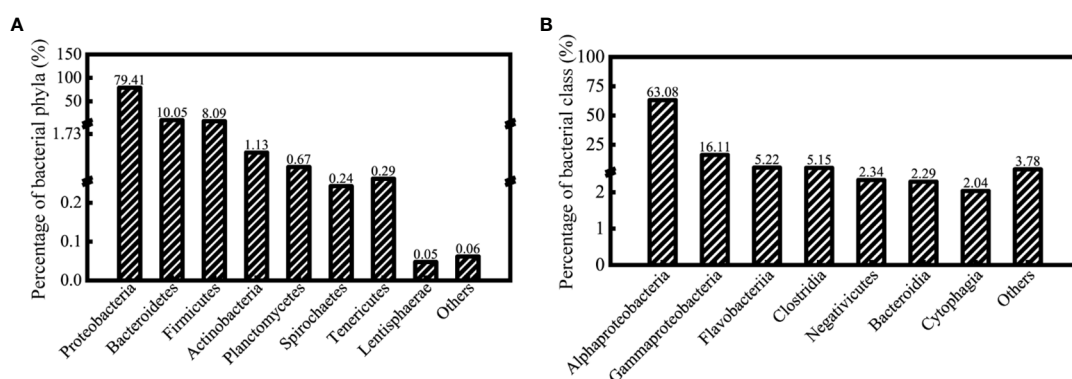 A
Percentage of bacterial phyla (%)
150
100
50
1.73
0.2
0.1
0.0
79.41
10.05
8.09
1.13
0.67
0.24
0.29
0.05
0.06
Proteobacteria
Bacteroidetes
Firmicutes
Actinobacteria
Planctomycetes
Spirochaetes
Tenericutes
Lentisphaerae
Others
B
Percentage of bacterial class (%)
100
75
50
25
2
1
0
63.08
16.11
5.22
5.15
2.34
2.29
2.04
3.78
Alphaproteobacteria
Gammaproteobacteria
Flavobacteriia
Clostridia
Negativicutes
Bacteroidia
Cytophagia
Others